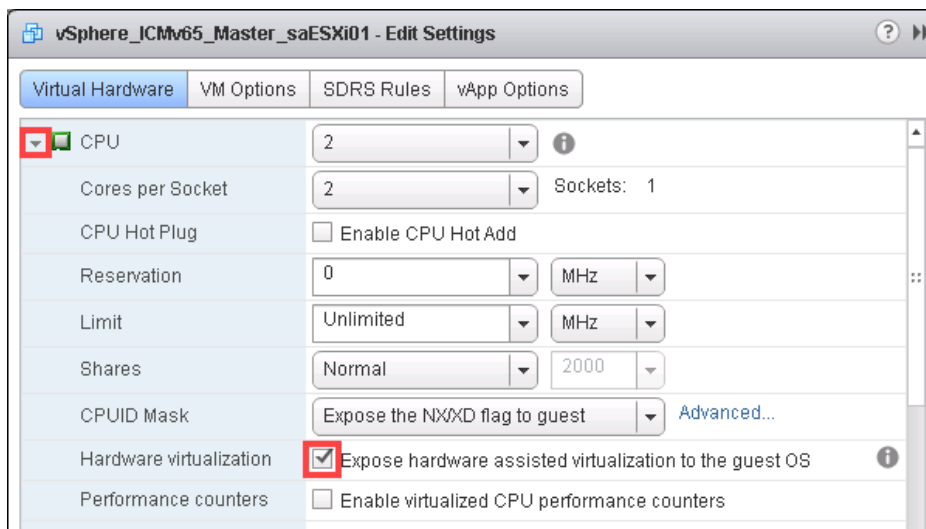 vSphere_ICMv65_Master_saESXi01 - Edit Settings ?
Virtual Hardware VM Options SDRS Rules vApp Options
CPU 2
Cores per Socket 2 Sockets: 1
CPU Hot Plug Enable CPU Hot Add
Reservation 0 MHz
Limit Unlimited MHz
Shares Normal 2000
CPUID Mask Expose the NX/XD flag to guest Advanced...
Hardware virtualization Expose hardware assisted virtualization to the guest OS
Performance counters Enable virtualized CPU performance counters